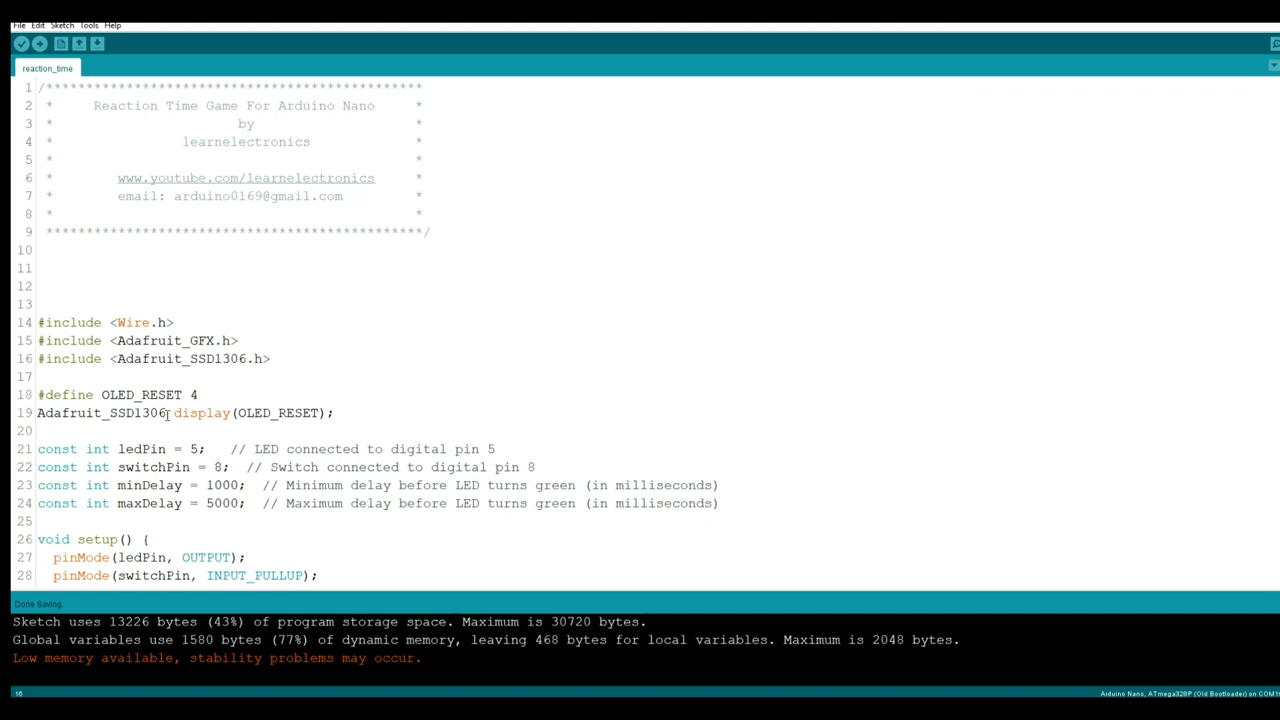 File Edit Sketch Tools Help
reaction_time
1 /***********************************************
2 * Reaction Time Game For Arduino Nano *
3 * by *
4 * learnelectronics *
5 * *
6 * www.youtube.com/learnelectronics *
7 * email: arduino0169@gmail.com *
8 * *
9 ***********************************************/
10
11
12
13
14 #include <Wire.h>
15 #include <Adafruit_GFX.h>
16 #include <Adafruit_SSD1306.h>
17
18 #define OLED_RESET 4
19 Adafruit_SSD1306 display(OLED_RESET);
20
21 const int ledPin = 5; // LED connected to digital pin 5
22 const int switchPin = 8; // Switch connected to digital pin 8
23 const int minDelay = 1000; // Minimum delay before LED turns green (in milliseconds)
24 const int maxDelay = 5000; // Maximum delay before LED turns green (in milliseconds)
25
26 void setup() {
27 pinMode(ledPin, OUTPUT);
28 pinMode(switchPin, INPUT_PULLUP);
Done Saving.
Sketch uses 13226 bytes (43%) of program storage space. Maximum is 30720 bytes.
Global variables use 1580 bytes (77%) of dynamic memory, leaving 468 bytes for local variables. Maximum is 2048 bytes.
Low memory available, stability problems may occur.
16
Arduino Nano, ATmega328P (Old Bootloader) on